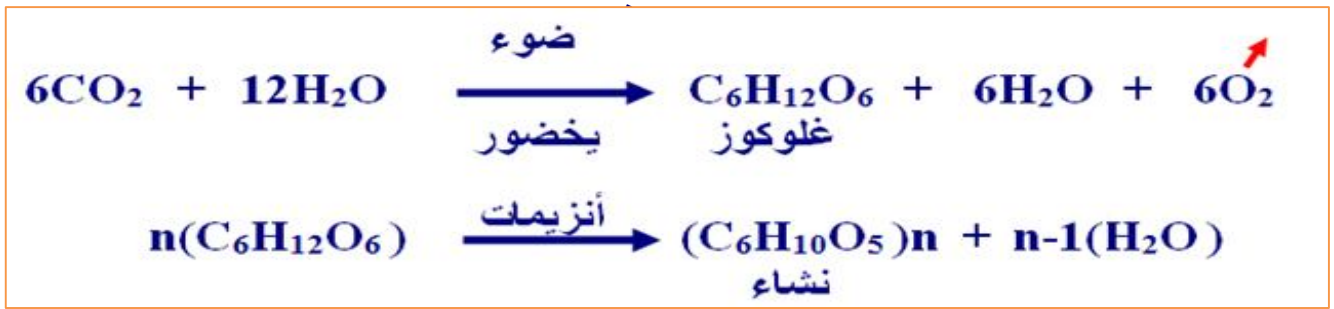 ضوء
6CO₂ + 12H₂O ⟶ C₆H₁₂O₆ + 6H₂O + 6O₂
يخضور غلوكوز
أنزيمات
n(C₆H₁₂O₆) ⟶ (C₆H₁₀O₅)n + n-1(H₂O)
نشاء